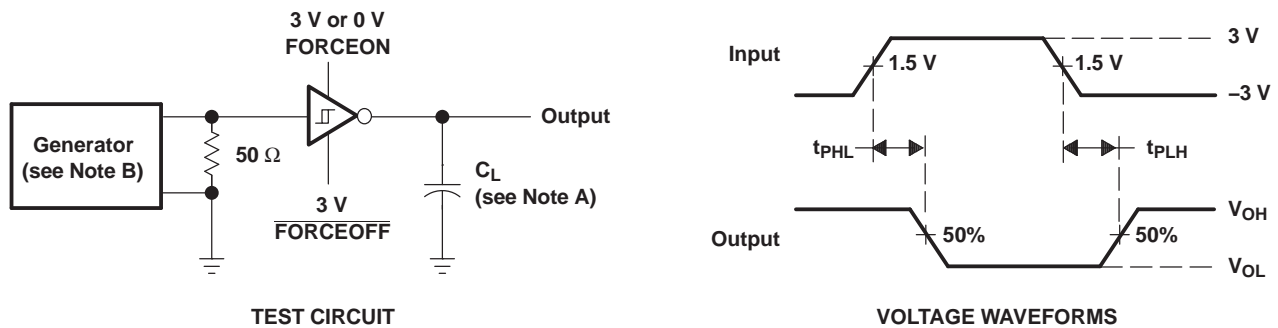 3 V or 0 V
FORCEON
Generator
(see Note B)
50 Ω
Output
C_L
(see Note A)
3 V
FORCEOFF
TEST CIRCUIT
Input
3 V
1.5 V
1.5 V
–3 V
t_PHL
t_PLH
Output
V_OH
50%
50%
V_OL
VOLTAGE WAVEFORMS